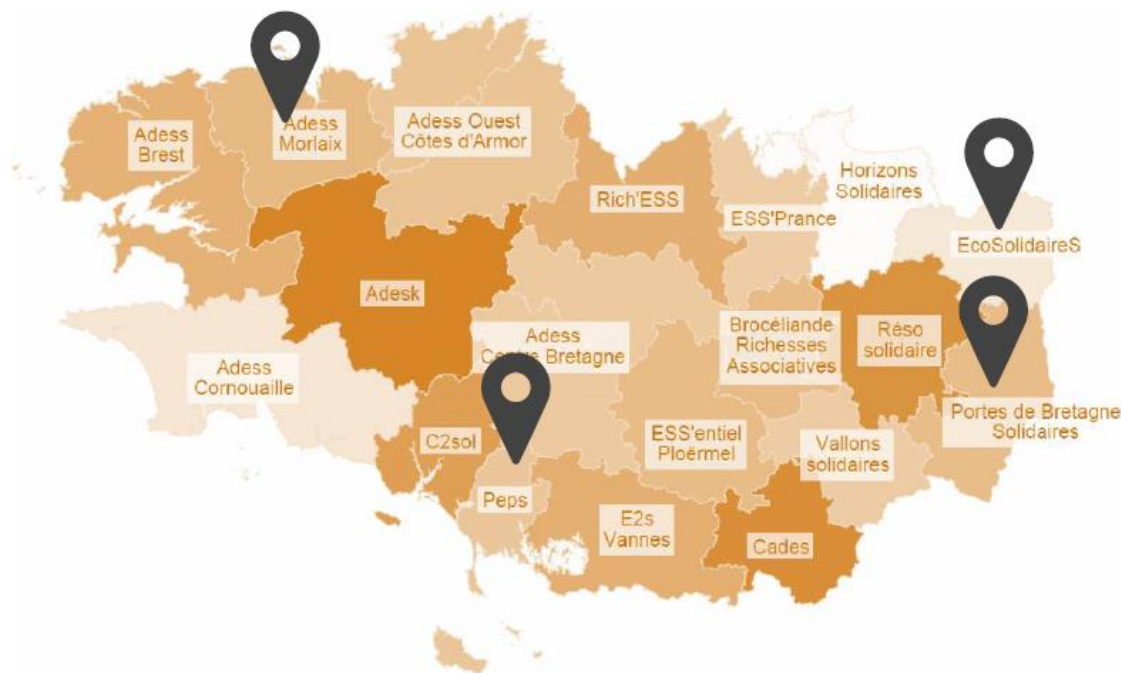 Adess
Brest
Adess
Morlaix
Adess Ouest
Côtes d'Armor
Rich'ESS
ESS'Prance
Horizons
Solidaires
EcoSolidaireS
Adesk
Adess
Centre Bretagne
Brocéliande
Richesses
Associatives
Réso
solidaire
Adess
Cornouaille
C2sol
ESS'entiel
Ploërmel
Vallons
solidaires
Portes de Bretagne
Solidaires
Peps
E2s
Vannes
Cades